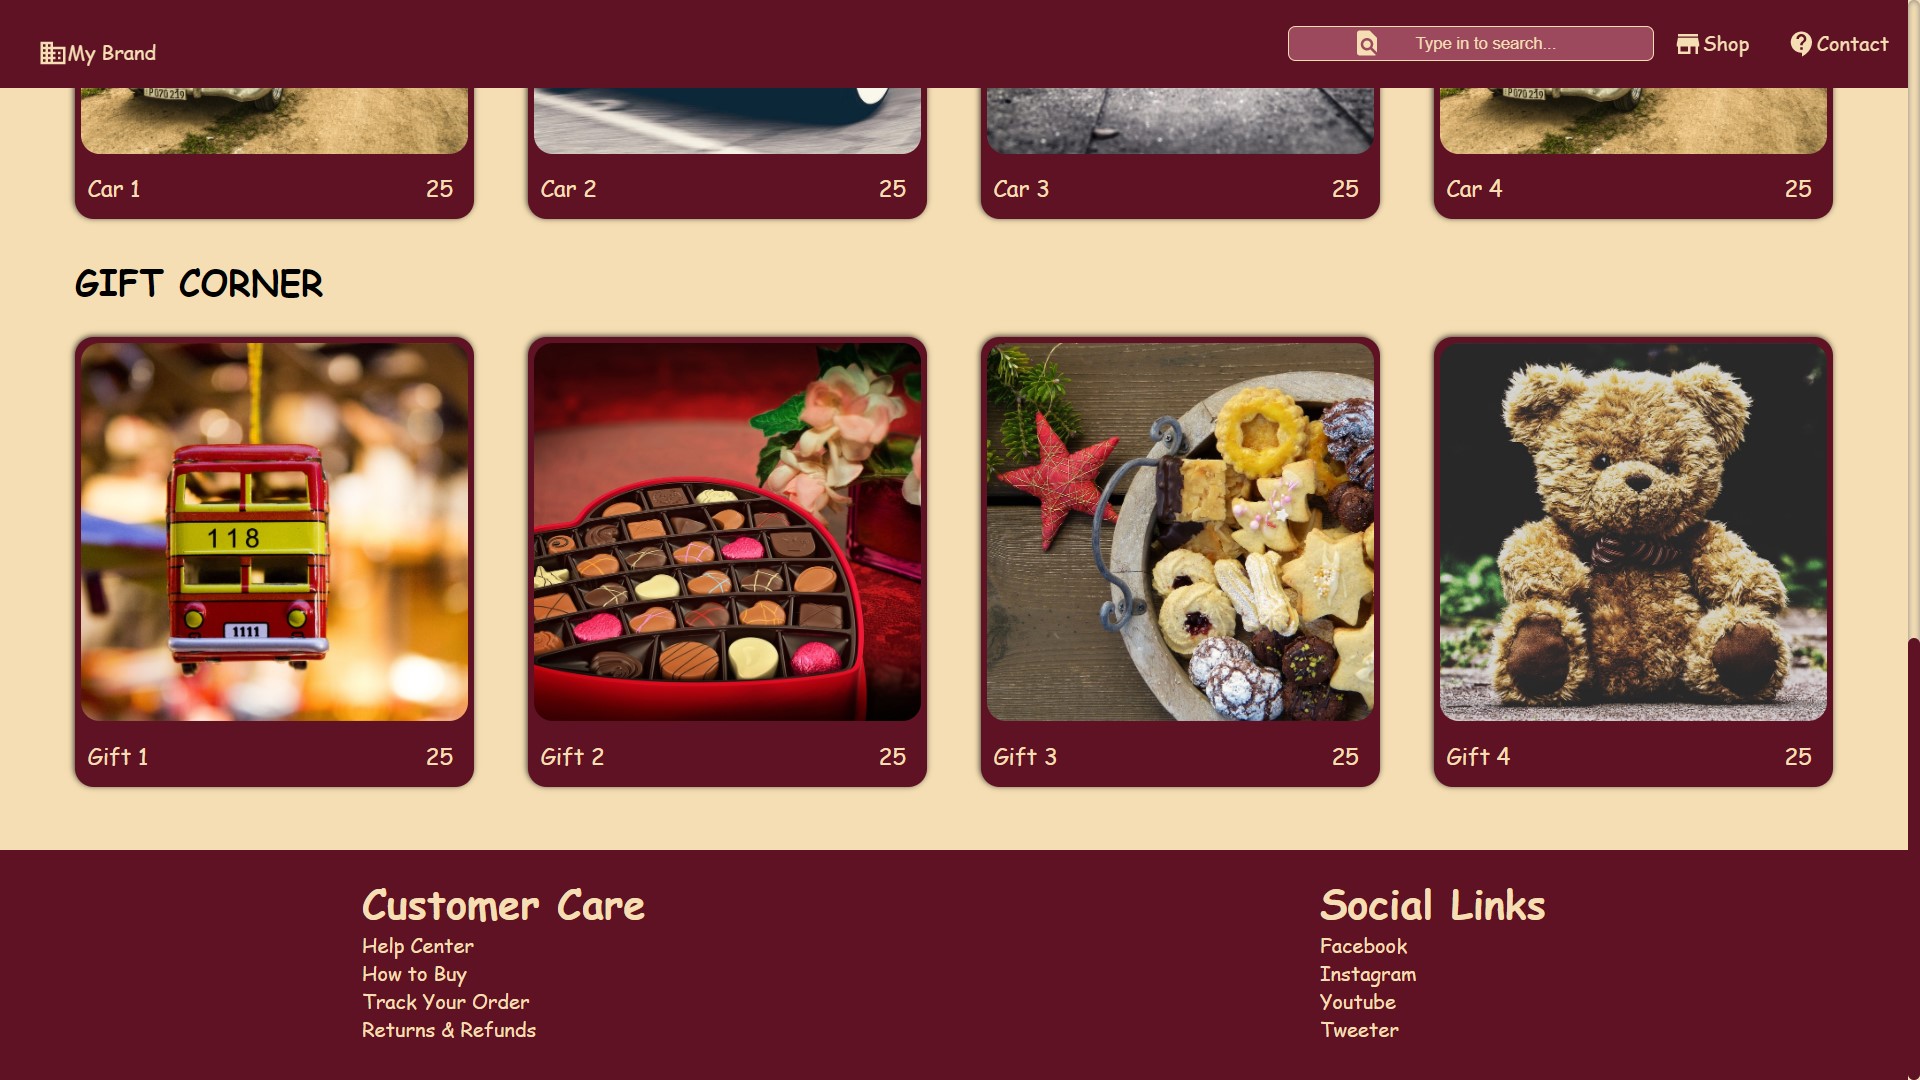 My Brand
Type in to search...
Shop
Contact
P070219
P070219
Car 1 25
Car 2 25
Car 3 25
Car 4 25
GIFT CORNER
118
1111
Gift 1 25
Gift 2 25
Gift 3 25
Gift 4 25
Customer Care
Help Center
How to Buy
Track Your Order
Returns & Refunds
Social Links
Facebook
Instagram
Youtube
Tweeter